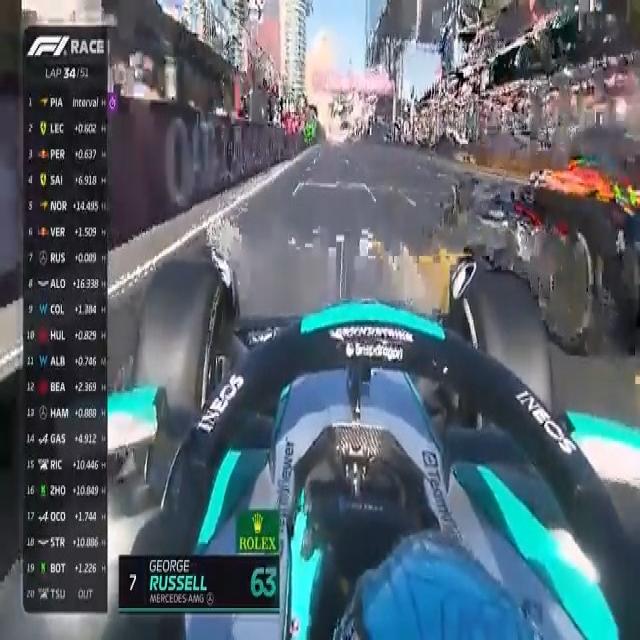 F1 RACE
LAP 34/51
1 PIA Interval H
2 LEC +0.602 H
3 PER +0.637 H
4 SAI +6.918 H
5 NOR +14.485 H
6 VER +1.509 H
7 RUS +0.089 H
8 ALO +16.338 H
9 COL +1.384 H
10 HUL +0.829 H
11 ALB +0.746 M
12 BEA +2.369 H
13 HAM +0.888 H
14 GAS +4.912 H
15 RIC +10.446 H
16 ZHO +10.849 H
17 OCO +1.744 H
18 STR +10.886 H
19 BOT +1.226 H
20 TSU OUT
snapdragon
INEOS
INEOS
TeamViewer
ROLEX
7 GEORGE
RUSSELL 63
MERCEDES-AMG